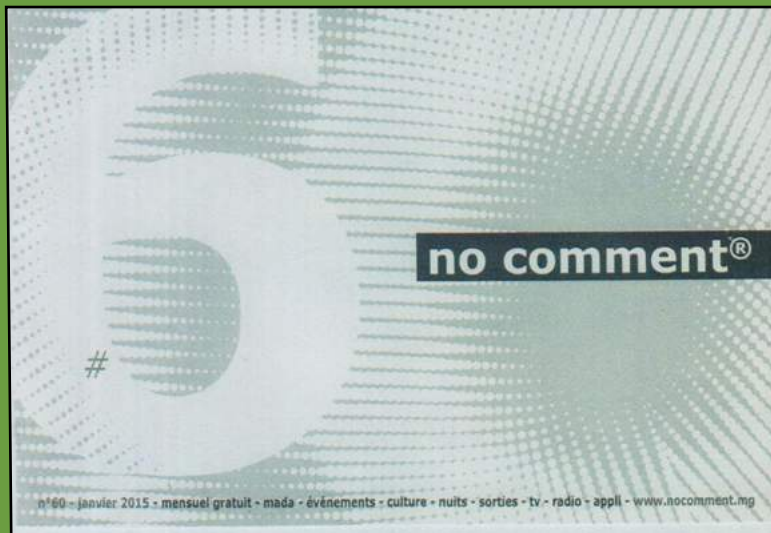 6
no comment®
#
n°60 - janvier 2015 - mensuel gratuit - mada - événements - culture - nuits - sorties - tv - radio - appli - www.nocomment.mg